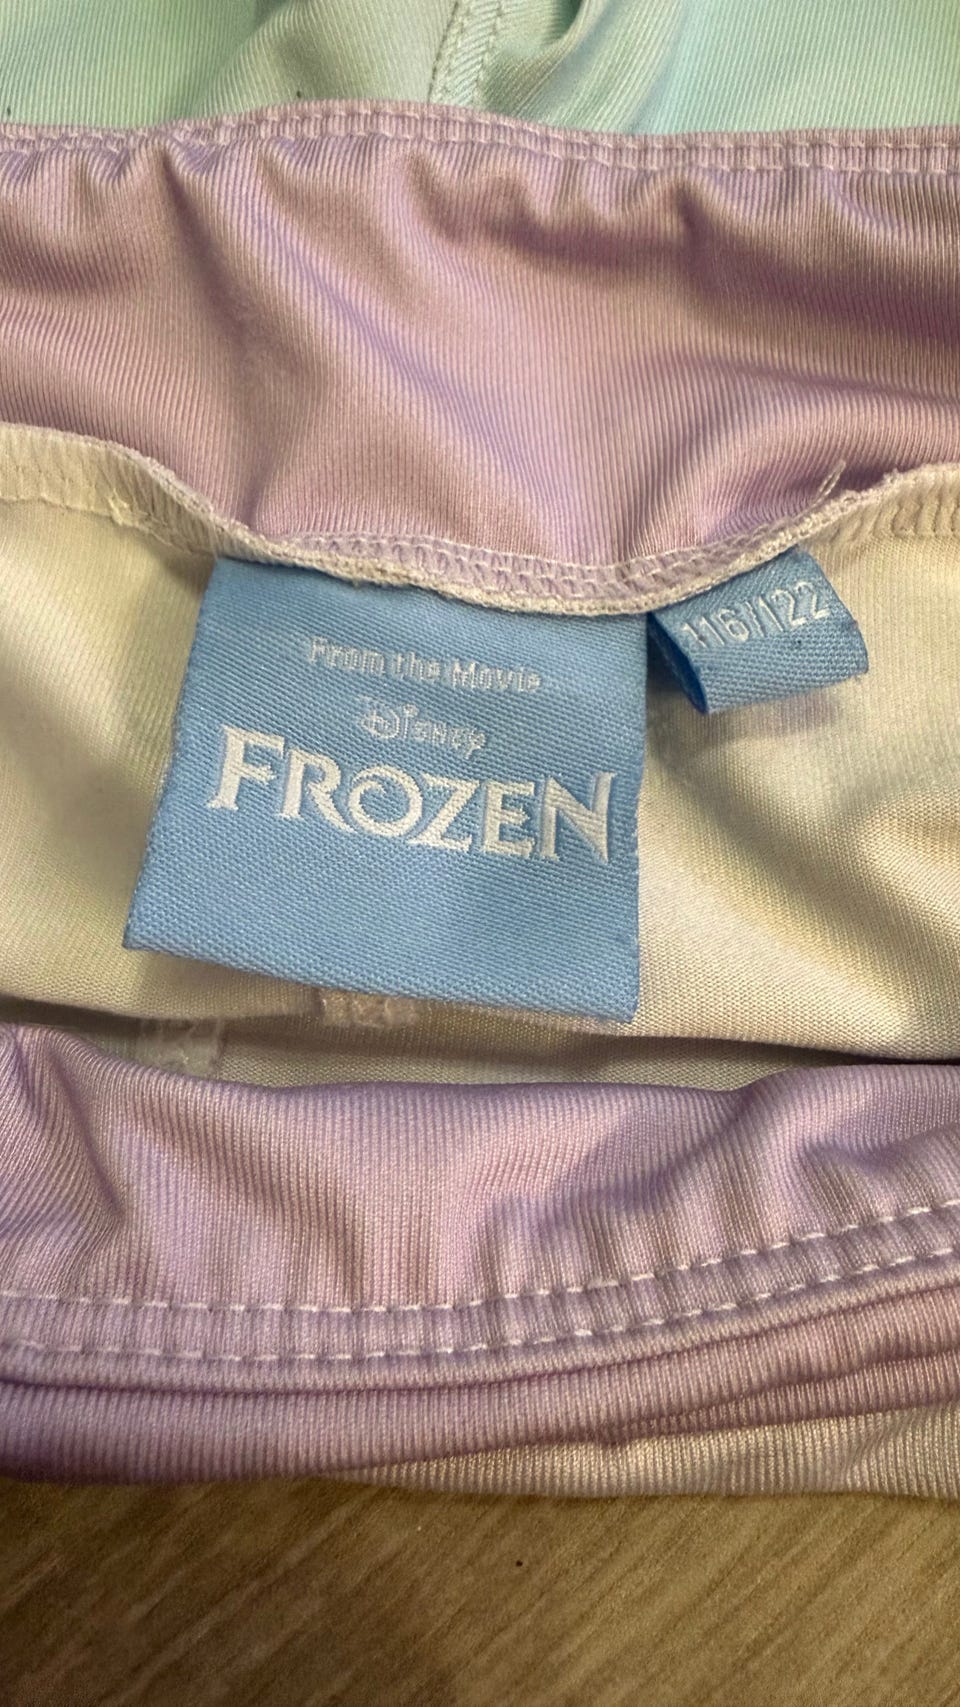 From the Movie
Disney
FROZEN
116/122